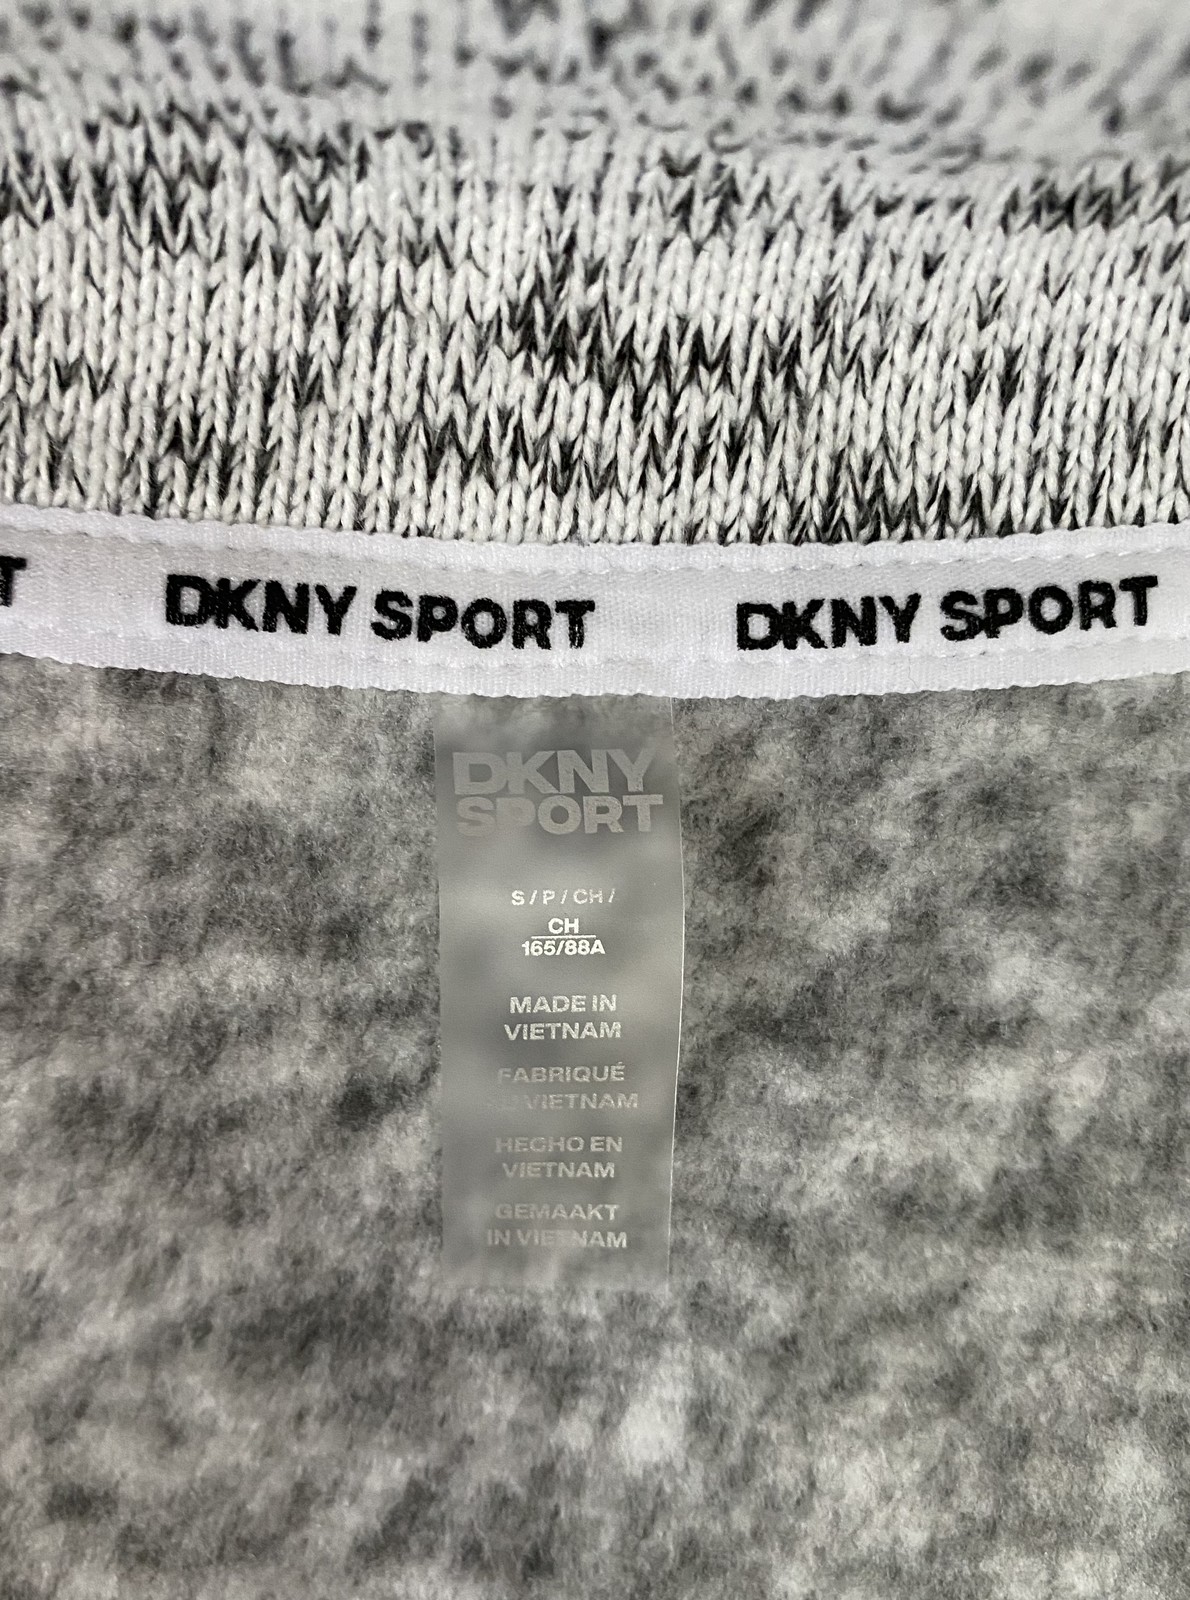 T DKNY SPORT DKNY SPORT
DKNY
SPORT
S / P / CH /
CH
165/88A
MADE IN
VIETNAM
FABRIQUÉ
VIETNAM
HECHO EN
VIETNAM
GEMAAKT
IN VIETNAM